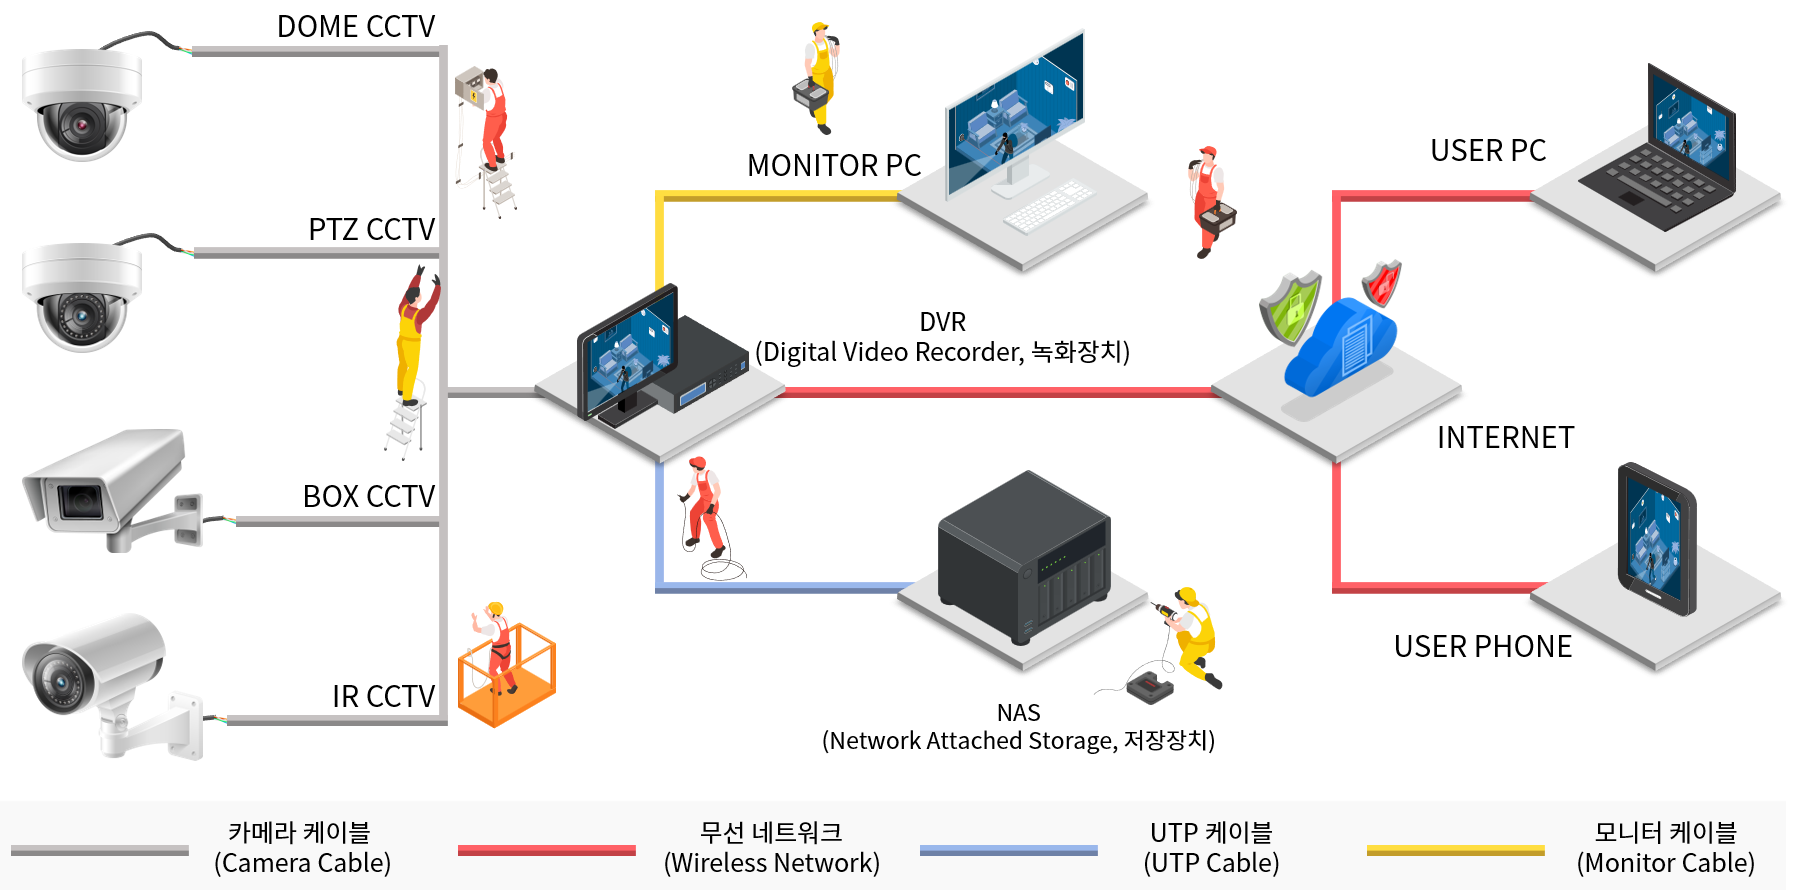 DOME CCTV
PTZ CCTV
BOX CCTV
IR CCTV
MONITOR PC
USER PC
DVR
(Digital Video Recorder, 녹화장치)
INTERNET
USER PHONE
NAS
(Network Attached Storage, 저장장치)
카메라 케이블
(Camera Cable)
무선 네트워크
(Wireless Network)
UTP 케이블
(UTP Cable)
모니터 케이블
(Monitor Cable)